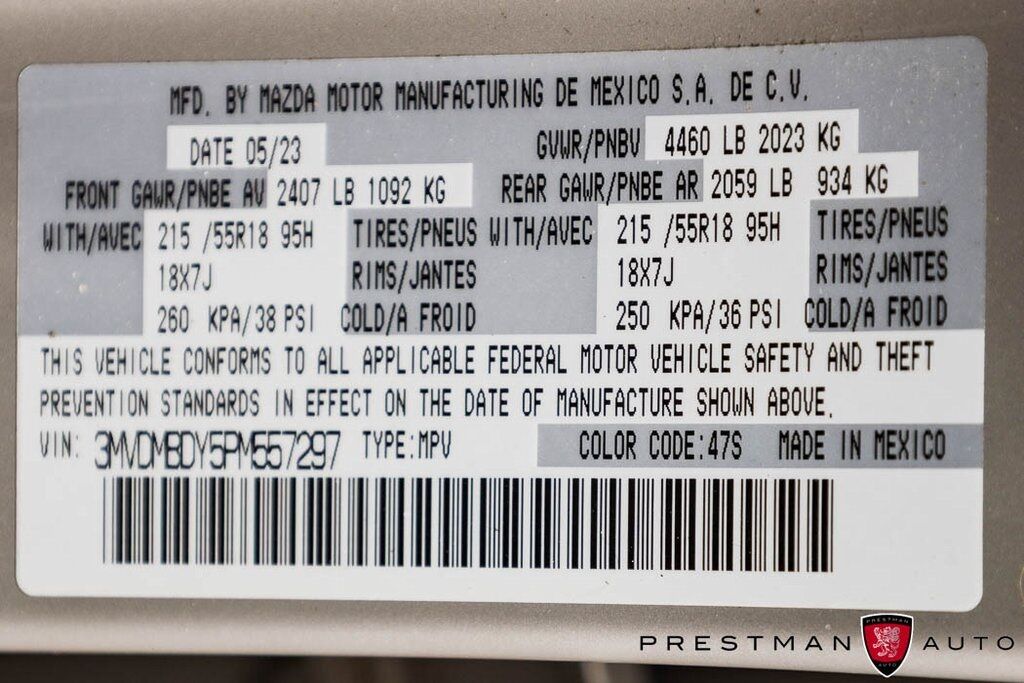 MFD. BY MAZDA MOTOR MANUFACTURING DE MEXICO S.A. DE C.V.
DATE 05/23 GVWR/PNBV 4460 LB 2023 KG
FRONT GAWR/PNBE AV 2407 LB 1092 KG REAR GAWR/PNBE AR 2059 LB 934 KG
WITH/AVEC 215 /55R18 95H TIRES/PNEUS WITH/AVEC 215 /55R18 95H TIRES/PNEUS
18X7J RIMS/JANTES 18X7J RIMS/JANTES
260 KPA/38 PSI COLD/A FROID 250 KPA/36 PSI COLD/A FROID
THIS VEHICLE CONFORMS TO ALL APPLICABLE FEDERAL MOTOR VEHICLE SAFETY AND THEFT
PREVENTION STANDARDS IN EFFECT ON THE DATE OF MANUFACTURE SHOWN ABOVE.
VIN: 3MVDMBDY5PM557297 TYPE:MPV COLOR CODE:47S MADE IN MEXICO
PRESTMAN PRESTMAN AUTO AUTO